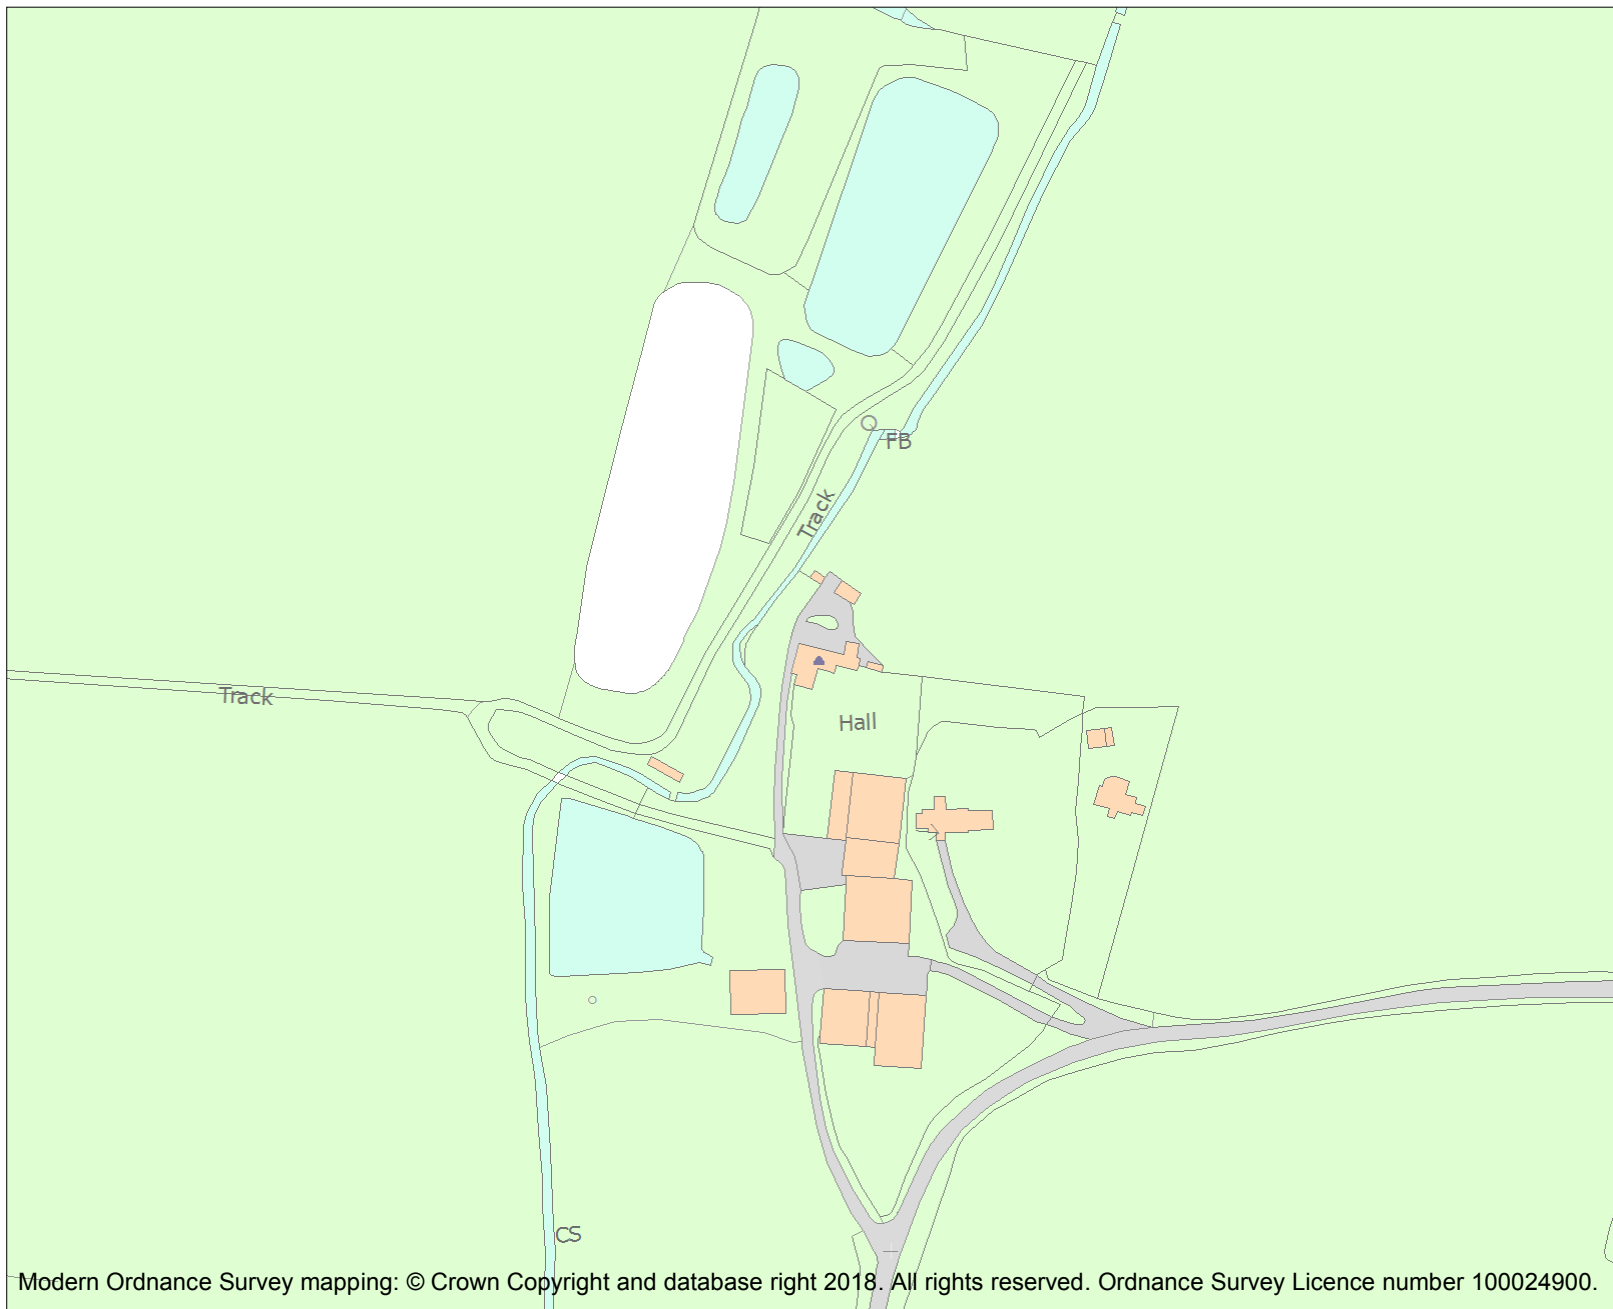 FB
Track
Track
Hall
CS
Modern Ordnance Survey mapping: © Crown Copyright and database right 2018. All rights reserved. Ordnance Survey Licence number 100024900.